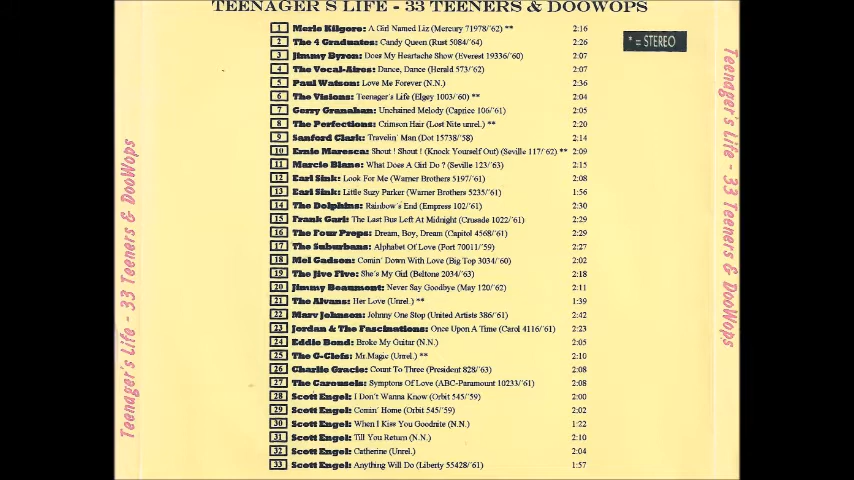 TEENAGER S LIFE - 33 TEENERS & DOOWOPS
* = STEREO
1 Merle Kilgore: A Girl Named Liz (Mercury 71978/´62) ** 2:16
2 The 4 Graduates: Candy Queen (Rust 5084/´64) 2:26
3 Jimmy Byron: Does My Heartache Show (Everest 19336/´60) 2:07
4 The Vocal-Aires: Dance, Dance (Herald 573/´62) 2:07
5 Paul Watson: Love Me Forever (N.N.) 2:36
6 The Visions: Teenager´s Life (Elgey 1003/´60) ** 2:04
7 Gerry Granahan: Unchained Melody (Caprice 106/´61) 2:05
8 The Perfections: Crimson Hair (Lost Nite unrel.) ** 2:20
9 Sanford Clark: Travelin´ Man (Dot 15738/´58) 2:14
10 Ernie Maresca: Shout ! Shout ! (Knock Yourself Out) (Seville 117/´62) ** 2:09
11 Marcie Blane: What Does A Girl Do ? (Seville 123/´63) 2:15
12 Earl Sink: Look For Me (Warner Brothers 5197/´61) 2:08
13 Earl Sink: Little Suzy Parker (Warner Brothers 5235/´61) 1:56
14 The Dolphins: Rainbow´s End (Empress 102/´61) 2:30
15 Frank Gari: The Last Bus Left At Midnight (Crusade 1022/´61) 2:29
16 The Four Preps: Dream, Boy, Dream (Capitol 4568/´61) 2:29
17 The Suburbans: Alphabet Of Love (Port 70011/´59) 2:27
18 Mel Gadson: Comin´ Down With Love (Big Top 3034/´60) 2:02
19 The Jive Five: She´s My Girl (Beltone 2034/´63) 2:18
20 Jimmy Beaumont: Never Say Goodbye (May 120/´62) 2:11
21 The Alvans: Her Love (Unrel.) ** 1:39
22 Marv Johnson: Johnny One Stop (United Artists 386/´61) 2:42
23 Jordan & The Fascinations: Once Upon A Time (Carol 4116/´61) 2:23
24 Eddie Bond: Broke My Guitar (N.N.) 2:05
25 The G-Clefs: Mr.Magic (Unrel.) ** 2:10
26 Charlie Gracie: Count To Three (President 828/´63) 2:08
27 The Carousels: Symptons Of Love (ABC-Paramount 10233/´61) 2:08
28 Scott Engel: I Don´t Wanna Know (Orbit 545/´59) 2:00
29 Scott Engel: Comin´ Home (Orbit 545/´59) 2:02
30 Scott Engel: When I Kiss You Goodnite (N.N.) 1:22
31 Scott Engel: Till You Return (N.N.) 2:10
32 Scott Engel: Catherine (Unrel.) 2:04
33 Scott Engel: Anything Will Do (Liberty 55428/´61) 1:57
Teenager's Life - 33 Teeners & DooWops
Teenager's Life - 33 Teeners & DooWops